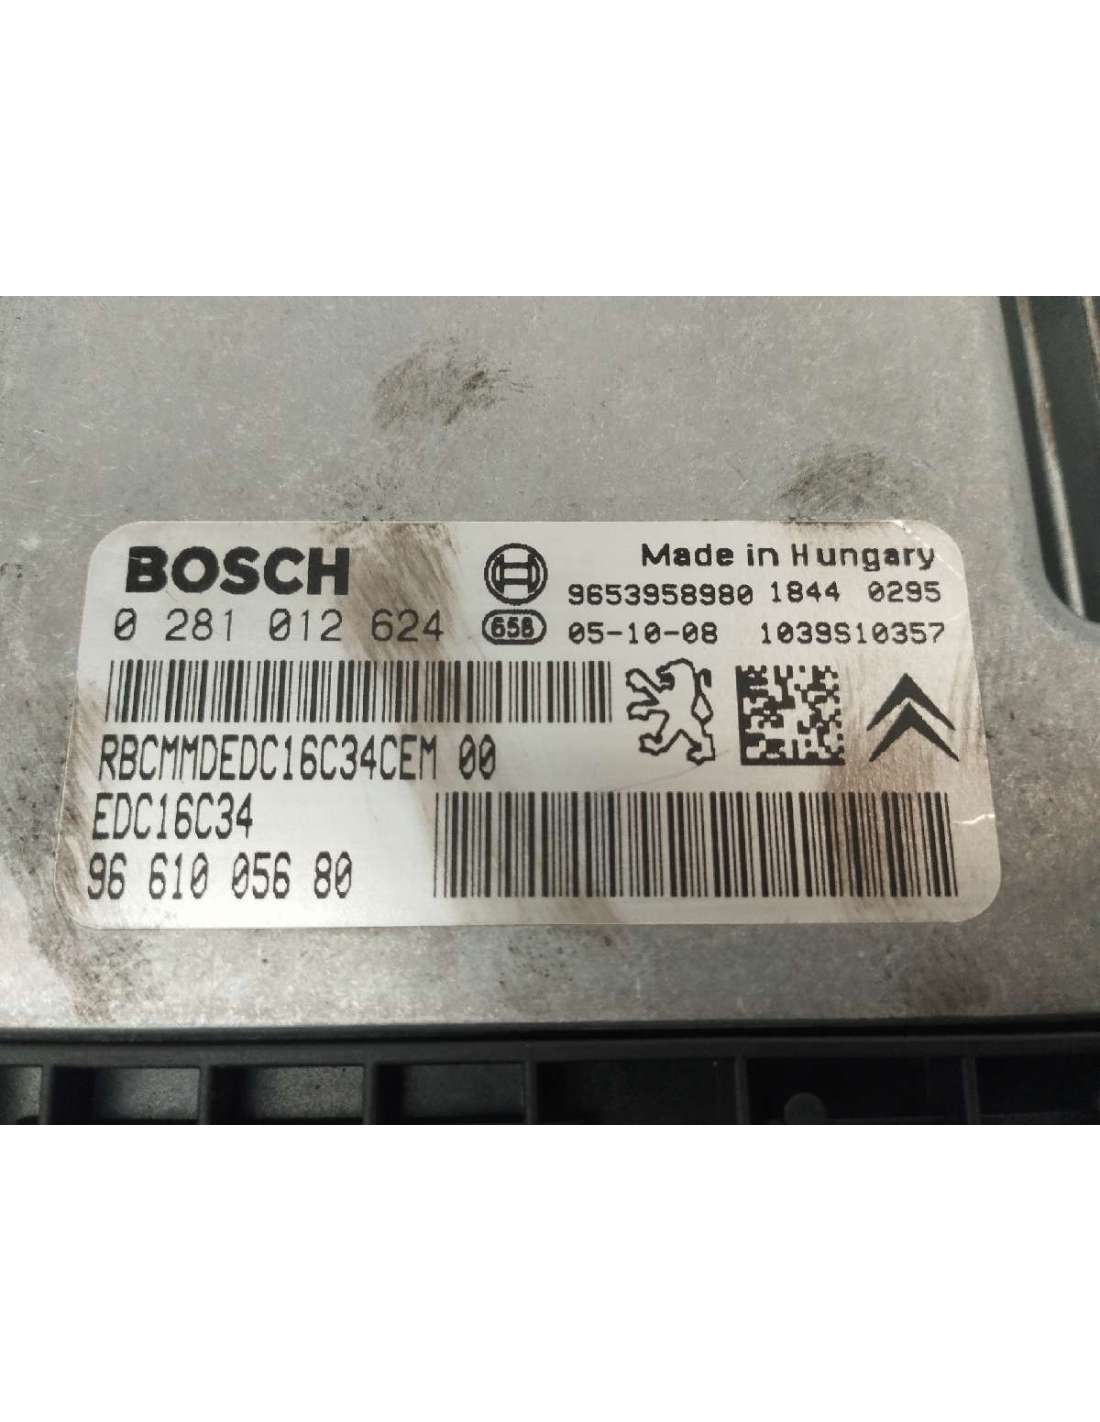 BOSCH
Made in Hungary
9653958980 1844 0295
0 281 012 624
658
05-10-08 1039S10357
RBCMMDEDC16C34CEM 00
EDC16C34
96 610 056 80